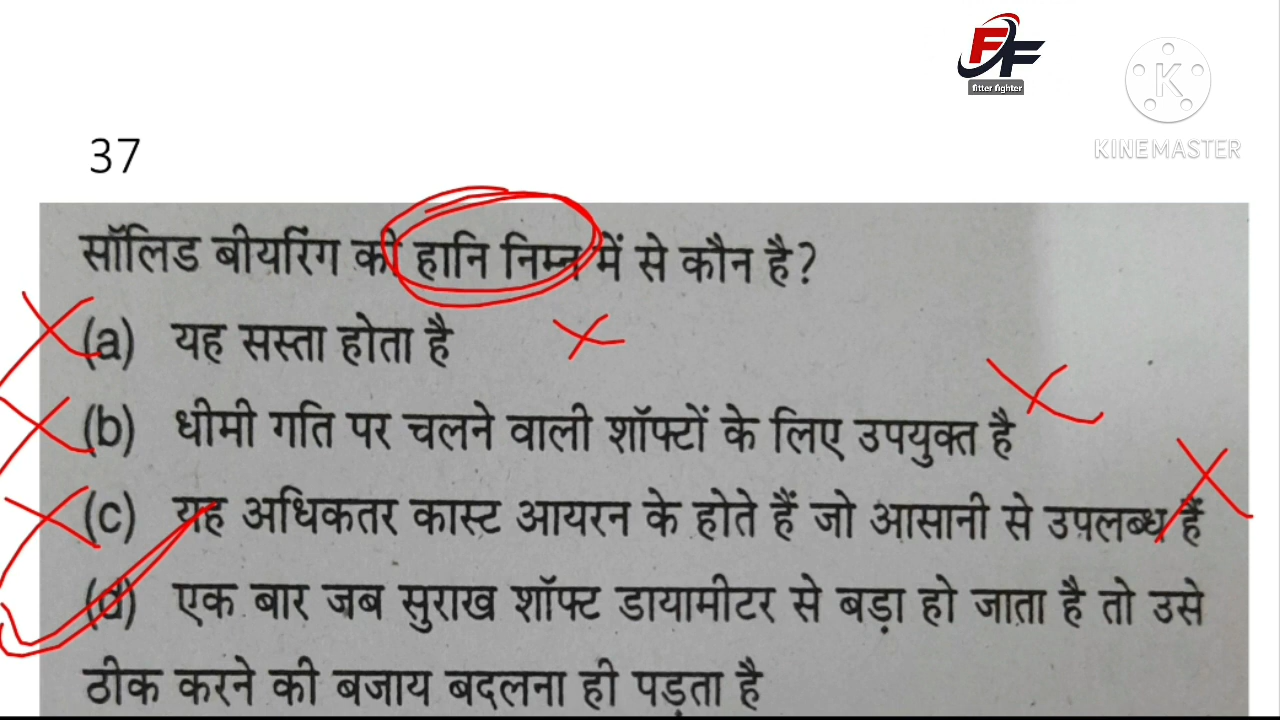 FF
fitter fighter
K
KINEMASTER
37
सॉलिड बीयरिंग की हानि निम्न में से कौन है?
(a) यह सस्ता होता है
(b) धीमी गति पर चलने वाली शॉफ्टों के लिए उपयुक्त है
(c) यह अधिकतर कास्ट आयरन के होते हैं जो आसानी से उपलब्ध हैं
(d) एक बार जब सुराख शॉफ्ट डायामीटर से बड़ा हो जाता है तो उसे
ठीक करने की बजाय बदलना ही पड़ता है